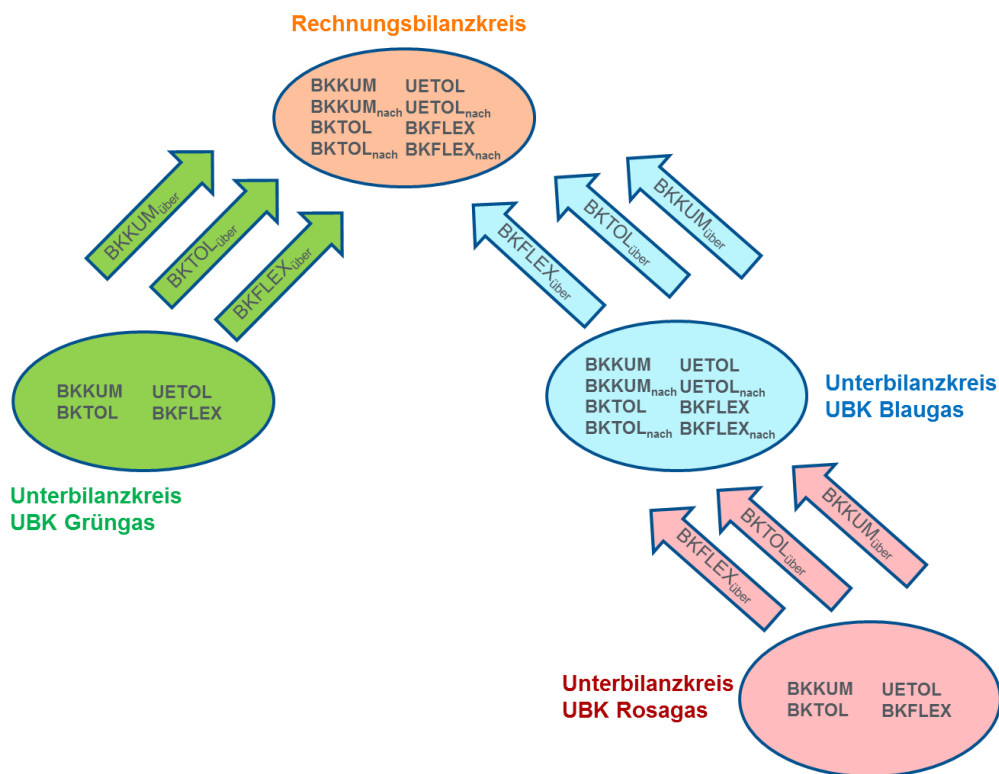 Rechnungsbilanzkreis
BKKUM UETOL
BKKUMnach UETOLnach
BKTOL BKFLEX
BKTOLnach BKFLEXnach
BKKUMüber
BKTOLüber
BKFLEXüber
BKFLEXüber
BKTOLüber
BKKUMüber
BKKUM UETOL
BKTOL BKFLEX
Unterbilanzkreis
UBK Grüngas
BKKUM UETOL
BKKUMnach UETOLnach
BKTOL BKFLEX
BKTOLnach BKFLEXnach
Unterbilanzkreis
UBK Blaugas
BKFLEXüber
BKTOLüber
BKKUMüber
Unterbilanzkreis
UBK Rosagas
BKKUM UETOL
BKTOL BKFLEX